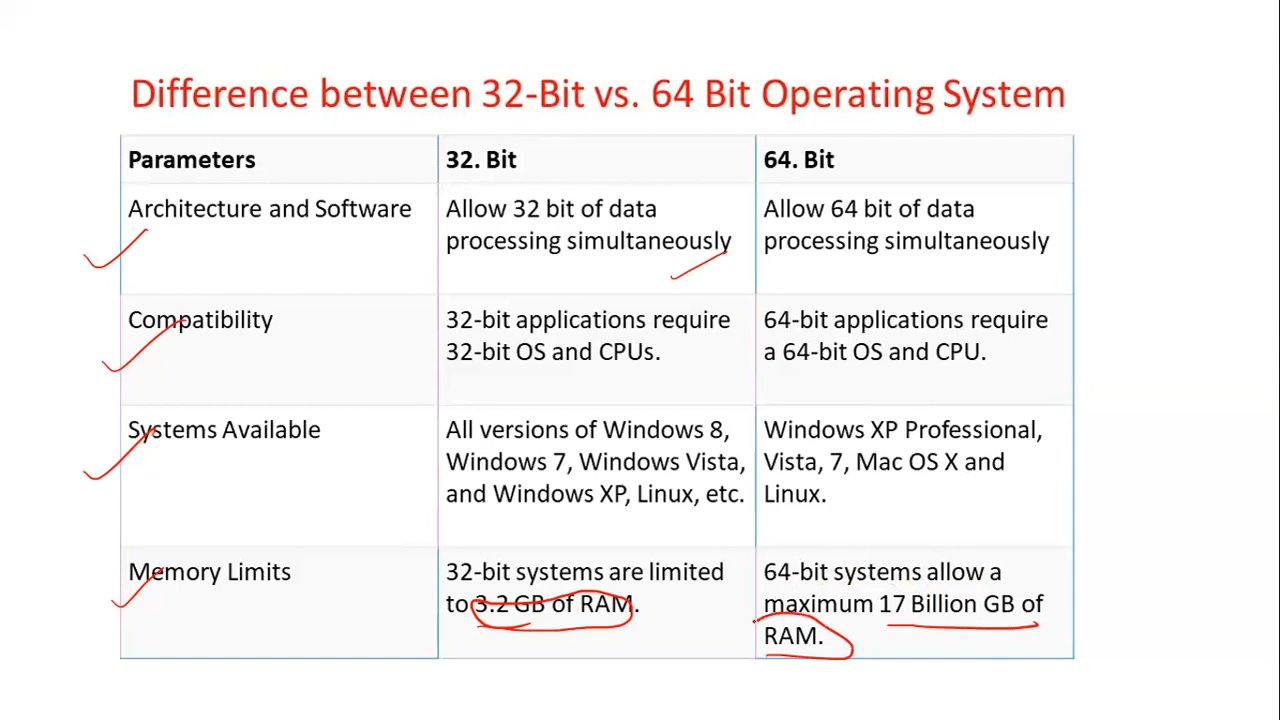 Difference between 32-Bit vs. 64 Bit Operating System
Parameters
32. Bit
64. Bit
Architecture and Software
Allow 32 bit of data
processing simultaneously
Allow 64 bit of data
processing simultaneously
Compatibility
32-bit applications require
32-bit OS and CPUs.
64-bit applications require
a 64-bit OS and CPU.
Systems Available
All versions of Windows 8,
Windows 7, Windows Vista,
and Windows XP, Linux, etc.
Windows XP Professional,
Vista, 7, Mac OS X and
Linux.
Memory Limits
32-bit systems are limited
to 3.2 GB of RAM.
64-bit systems allow a
maximum 17 Billion GB of
RAM.